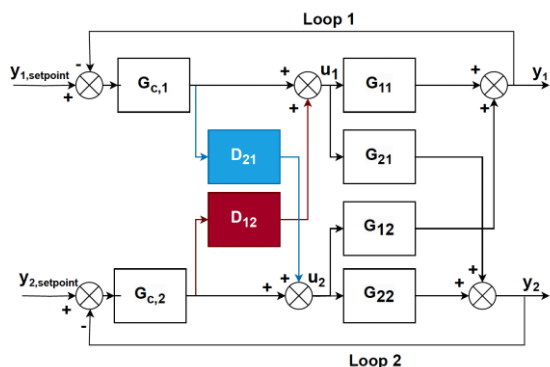 Loop 1
-
y1,setpoint
+
Gc,1
+
+
u1
G11
+
+
y1
D21
G21
D12
G12
y2,setpoint
+
-
Gc,2
+
+
u2
G22
+
+
y2
Loop 2